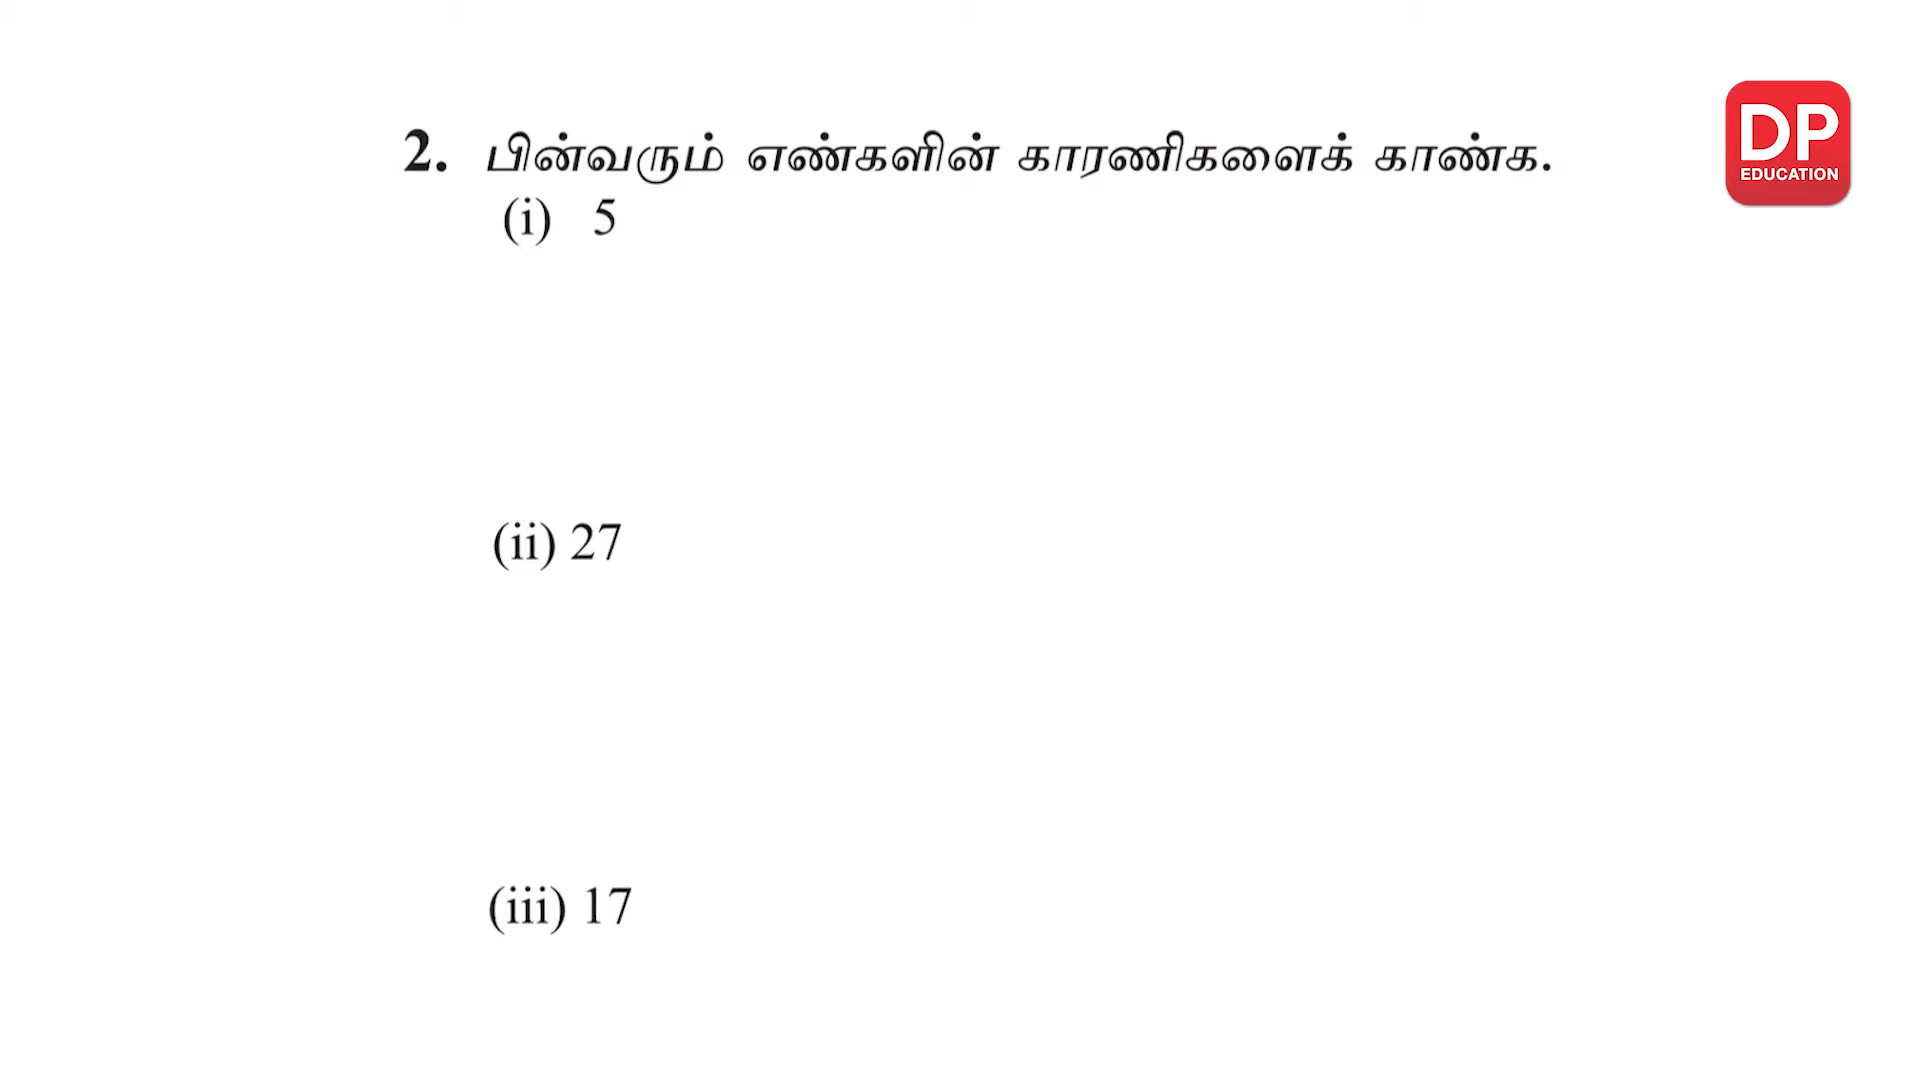 2. பின்வரும் எண்களின் காரணிகளைக் காண்க.
(i) 5
(ii) 27
(iii) 17
DP
EDUCATION